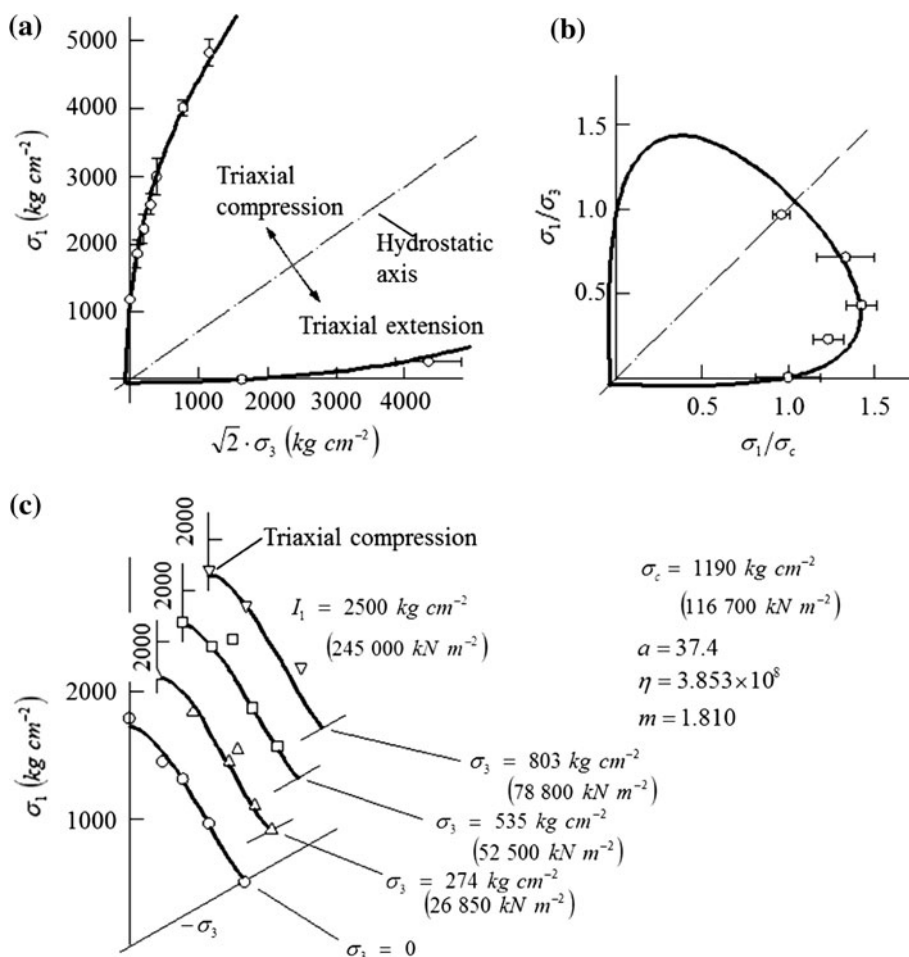 (a)
5000
4000
3000
2000
1000
σ₁ (kg cm⁻²)
Triaxial
compression
Hydrostatic
axis
Triaxial extension
1000 2000 3000 4000
√2·σ₃ (kg cm⁻²)
(b)
1.5
1.0
0.5
σ₁/σ₃
0.5 1.0 1.5
σ₁/σ_c
(c)
2000
2000
2000
2000
1000
σ₁ (kg cm⁻²)
Triaxial compression
I₁ = 2500 kg cm⁻²
(245 000 kN m⁻²)
σ_c = 1190 kg cm⁻²
(116 700 kN m⁻²)
a = 37.4
η = 3.853×10⁸
m = 1.810
σ₃ = 803 kg cm⁻²
(78 800 kN m⁻²)
σ₃ = 535 kg cm⁻²
(52 500 kN m⁻²)
σ₃ = 274 kg cm⁻²
(26 850 kN m⁻²)
−σ₃
σ₃ = 0